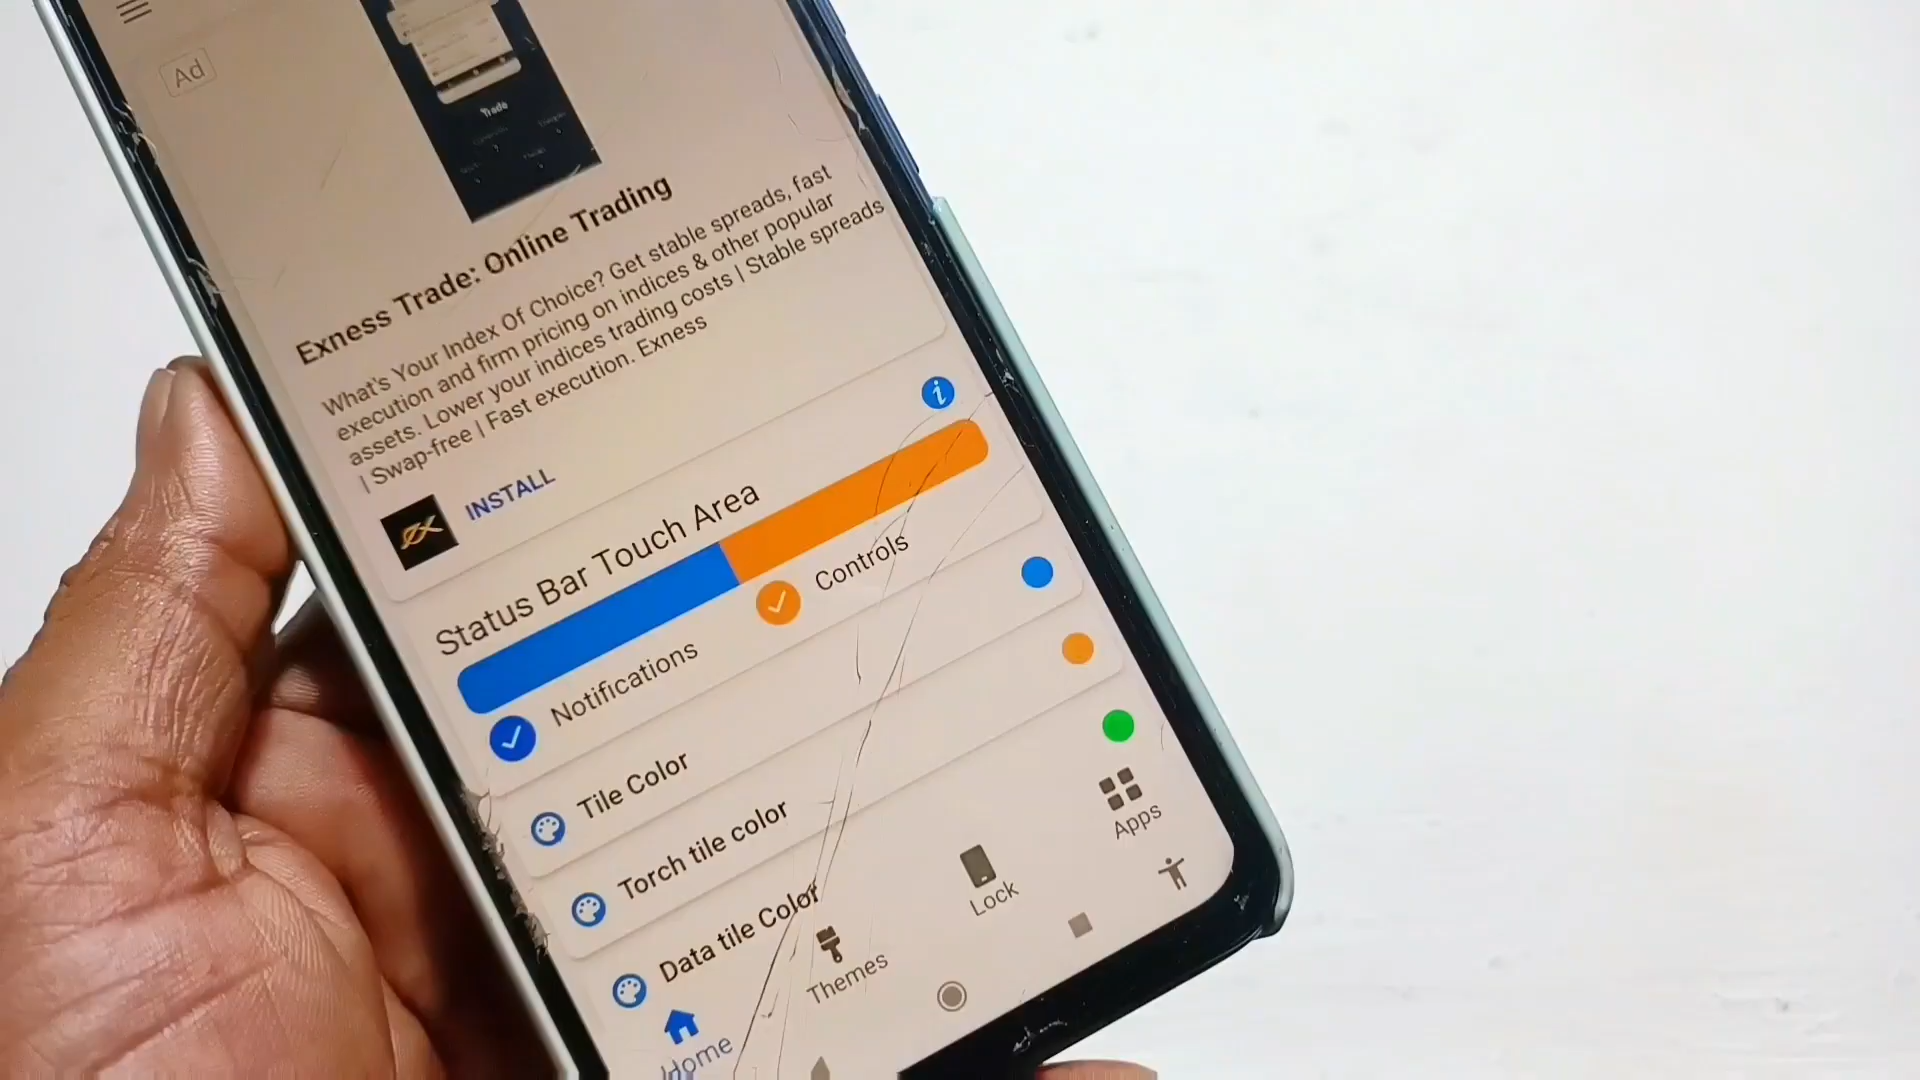 Ad
Trade
Exness Trade: Online Trading
What's Your Index Of Choice? Get stable spreads, fast
execution and firm pricing on indices & other popular
assets. Lower your indices trading costs | Stable spreads
| Swap-free | Fast execution. Exness
INSTALL
Status Bar Touch Area
Notifications
Controls
Tile Color
Torch tile color
Data tile Color
Home
Themes
Lock
Apps